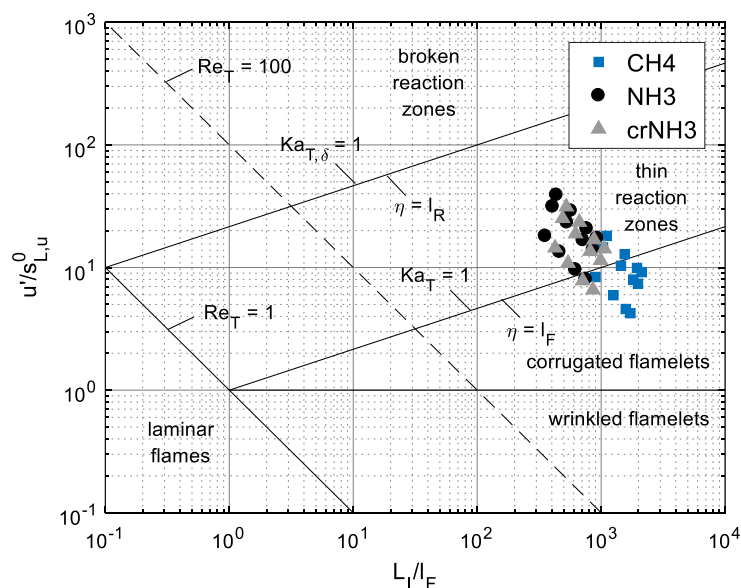 10^3
10^2
10^1
10^0
10^-1
u'/s^0_L,u
Re_T = 100
broken
reaction
zones
CH4
NH3
crNH3
Ka_T,δ = 1
η = l_R
thin
reaction
zones
Re_T = 1
Ka_T = 1
η = l_F
corrugated flamelets
wrinkled flamelets
laminar
flames
10^-1 10^0 10^1 10^2 10^3 10^4
L_I/l_F